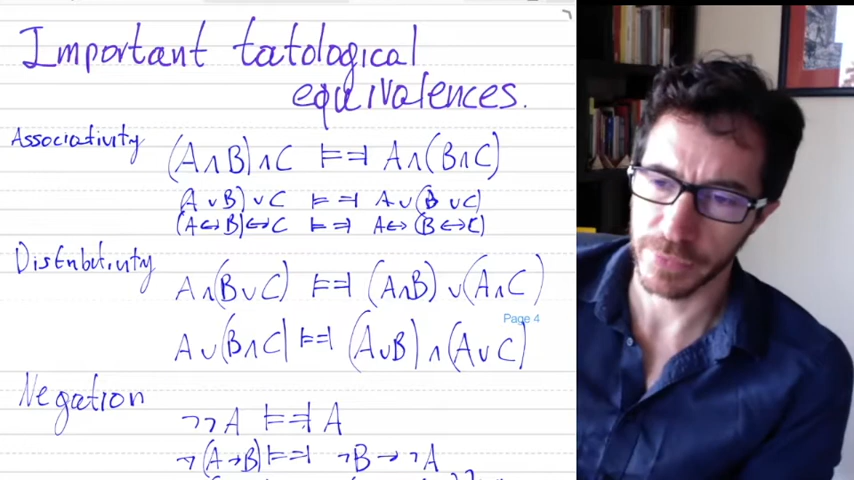 Important tatological
equivalences.
Associativity (A∧B)∧C ⊨⫤ A∧(B∧C)
(A∨B)∨C ⊨⫤ A∨(B∨C)
(A↔B)↔C ⊨⫤ A↔(B↔C)
Distributivity A∧(B∨C) ⊨⫤ (A∧B)∨(A∧C)
Page 4
A∨(B∧C) ⊨⫤ (A∨B)∧(A∨C)
Negation
¬¬A ⊨⫤ A
¬(A→B) ⊨⫤ ¬B→¬A